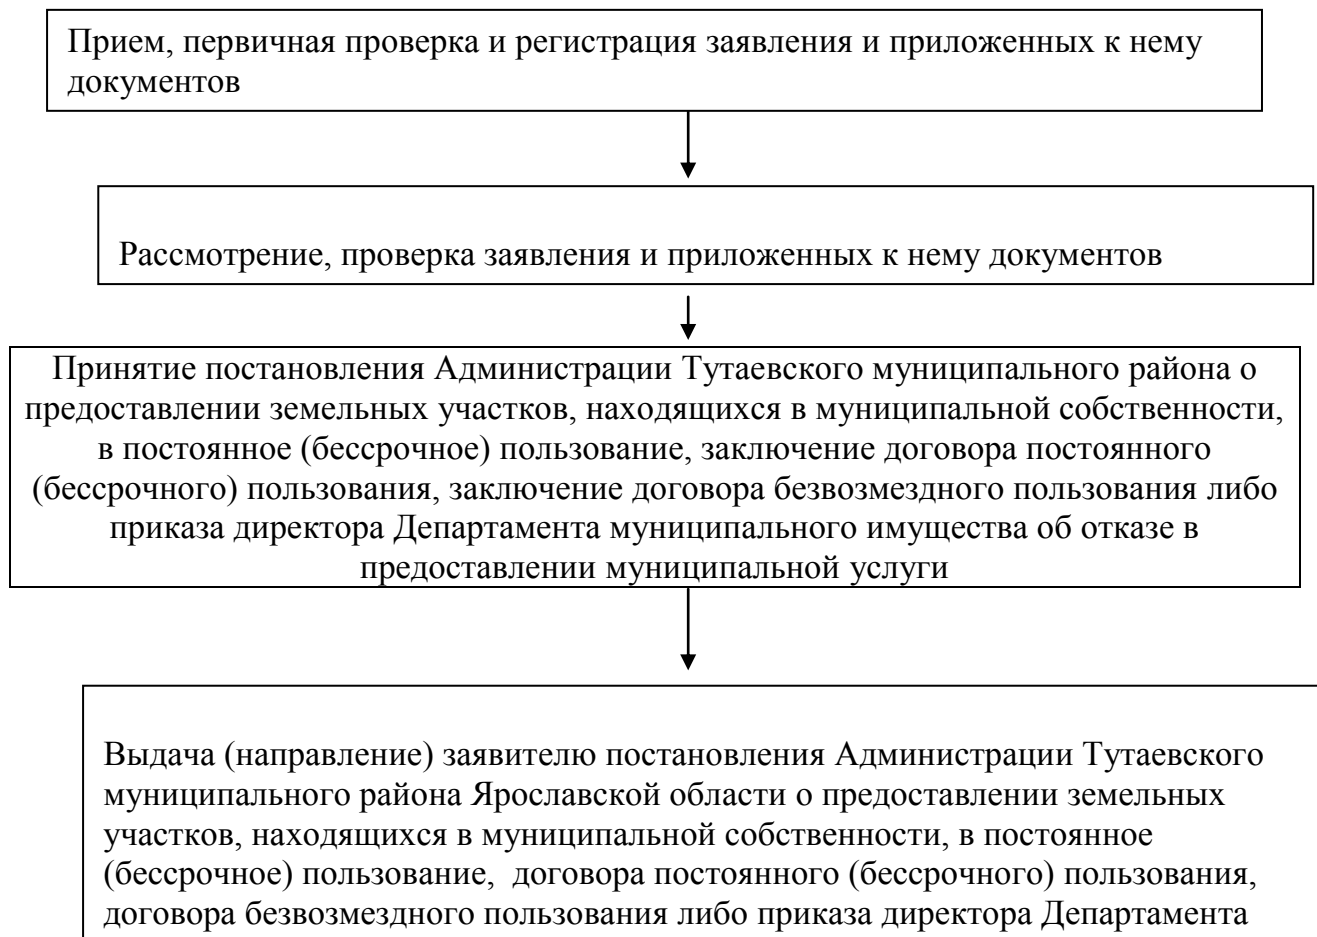 Прием, первичная проверка и регистрация заявления и приложенных к нему
документов
Рассмотрение, проверка заявления и приложенных к нему документов
Принятие постановления Администрации Тутаевского муниципального района о
предоставлении земельных участков, находящихся в муниципальной собственности,
в постоянное (бессрочное) пользование, заключение договора постоянного
(бессрочного) пользования, заключение договора безвозмездного пользования либо
приказа директора Департамента муниципального имущества об отказе в
предоставлении муниципальной услуги
Выдача (направление) заявителю постановления Администрации Тутаевского
муниципального района Ярославской области о предоставлении земельных
участков, находящихся в муниципальной собственности, в постоянное
(бессрочное) пользование, договора постоянного (бессрочного) пользования,
договора безвозмездного пользования либо приказа директора Департамента